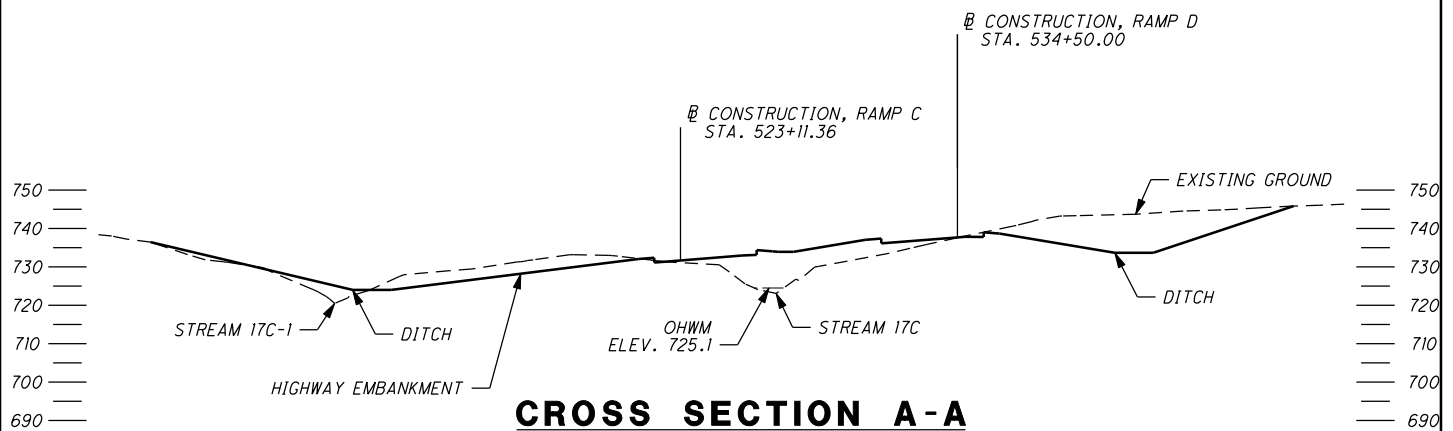 ℄ CONSTRUCTION, RAMP D
STA. 534+50.00
℄ CONSTRUCTION, RAMP C
STA. 523+11.36
EXISTING GROUND
750
750
740
740
730
730
720
720
710
710
700
700
690
690
STREAM 17C-1
DITCH
HIGHWAY EMBANKMENT
OHWM
ELEV. 725.1
STREAM 17C
DITCH
CROSS SECTION A-A